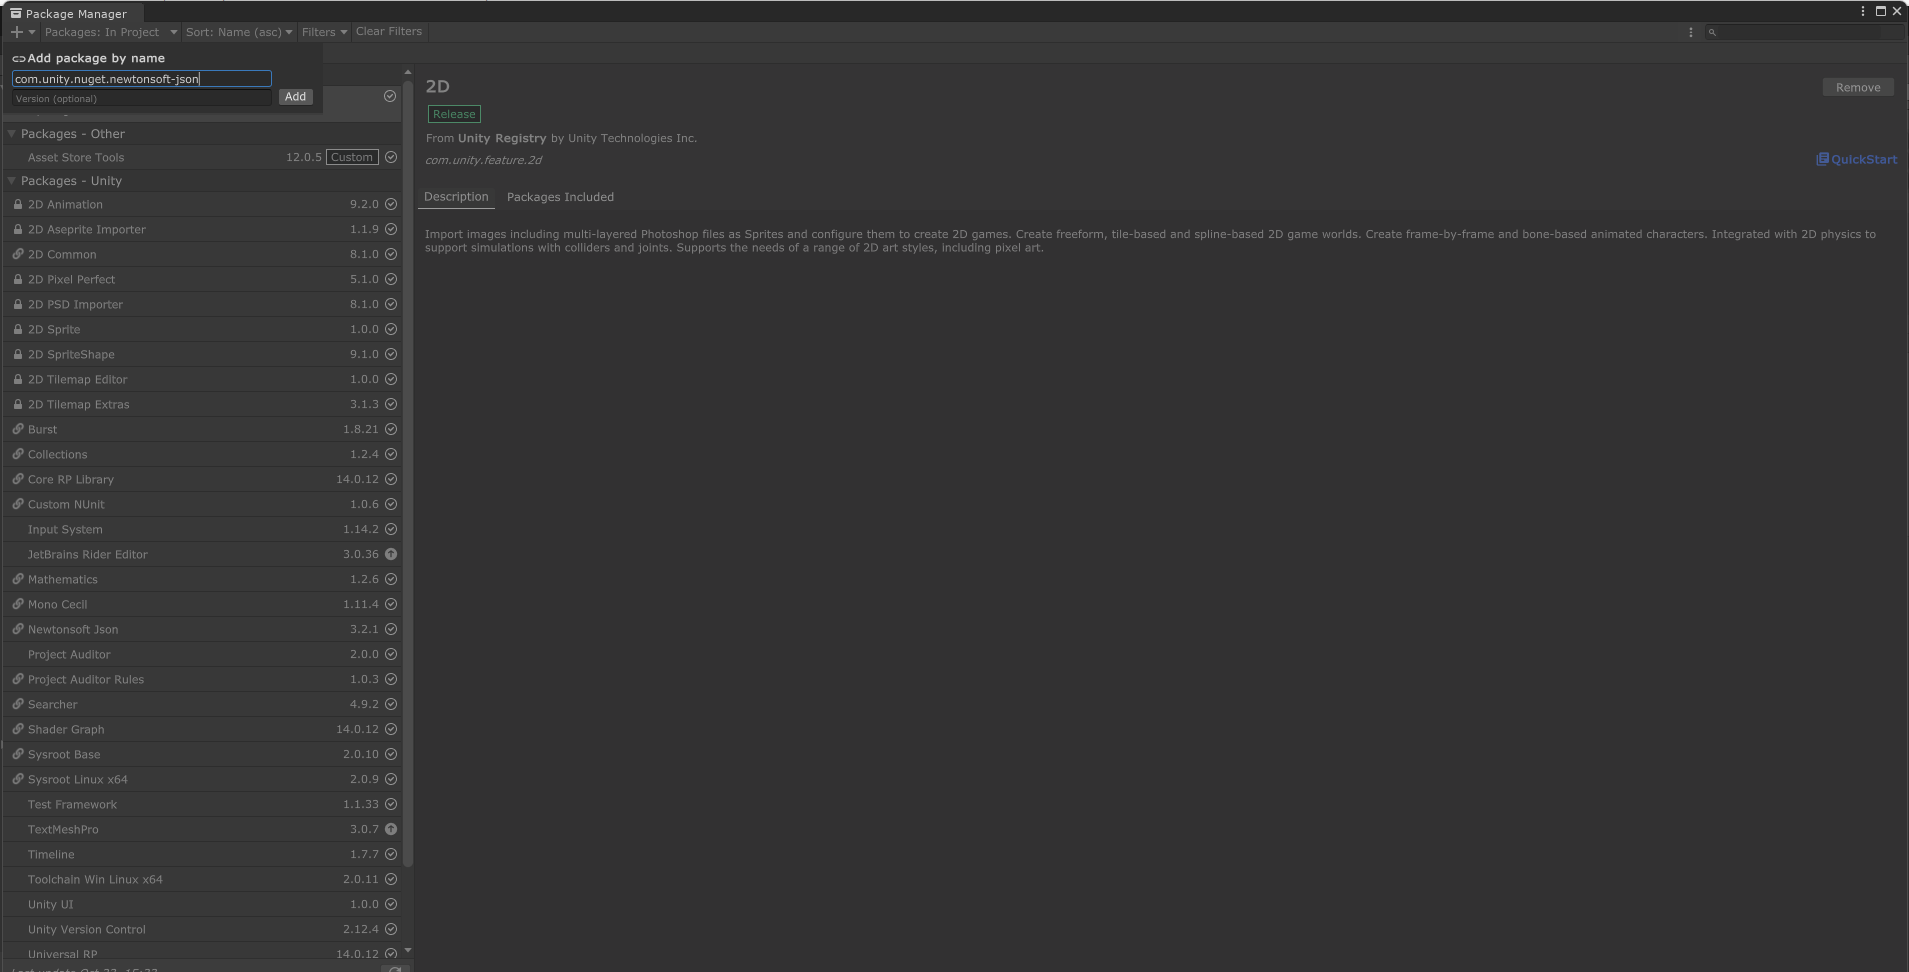 Package Manager
Packages: In Project Sort: Name (asc) Filters Clear Filters
Add package by name
com.unity.nuget.newtonsoft-json
Version (optional) Add
Packages - Other
Asset Store Tools 12.0.5 Custom
Packages - Unity
2D Animation 9.2.0
2D Aseprite Importer 1.1.9
2D Common 8.1.0
2D Pixel Perfect 5.1.0
2D PSD Importer 8.1.0
2D Sprite 1.0.0
2D SpriteShape 9.1.0
2D Tilemap Editor 1.0.0
2D Tilemap Extras 3.1.3
Burst 1.8.21
Collections 1.2.4
Core RP Library 14.0.12
Custom NUnit 1.0.6
Input System 1.14.2
JetBrains Rider Editor 3.0.36
Mathematics 1.2.6
Mono Cecil 1.11.4
Newtonsoft Json 3.2.1
Project Auditor 2.0.0
Project Auditor Rules 1.0.3
Searcher 4.9.2
Shader Graph 14.0.12
Sysroot Base 2.0.10
Sysroot Linux x64 2.0.9
Test Framework 1.1.33
TextMeshPro 3.0.7
Timeline 1.7.7
Toolchain Win Linux x64 2.0.11
Unity UI 1.0.0
Unity Version Control 2.12.4
Universal RP 14.0.12
2D
Remove
Release
From Unity Registry by Unity Technologies Inc.
com.unity.feature.2d
QuickStart
Description Packages Included
Import images including multi-layered Photoshop files as Sprites and configure them to create 2D games. Create freeform, tile-based and spline-based 2D game worlds. Create frame-by-frame and bone-based animated characters. Integrated with 2D physics to
support simulations with colliders and joints. Supports the needs of a range of 2D art styles, including pixel art.